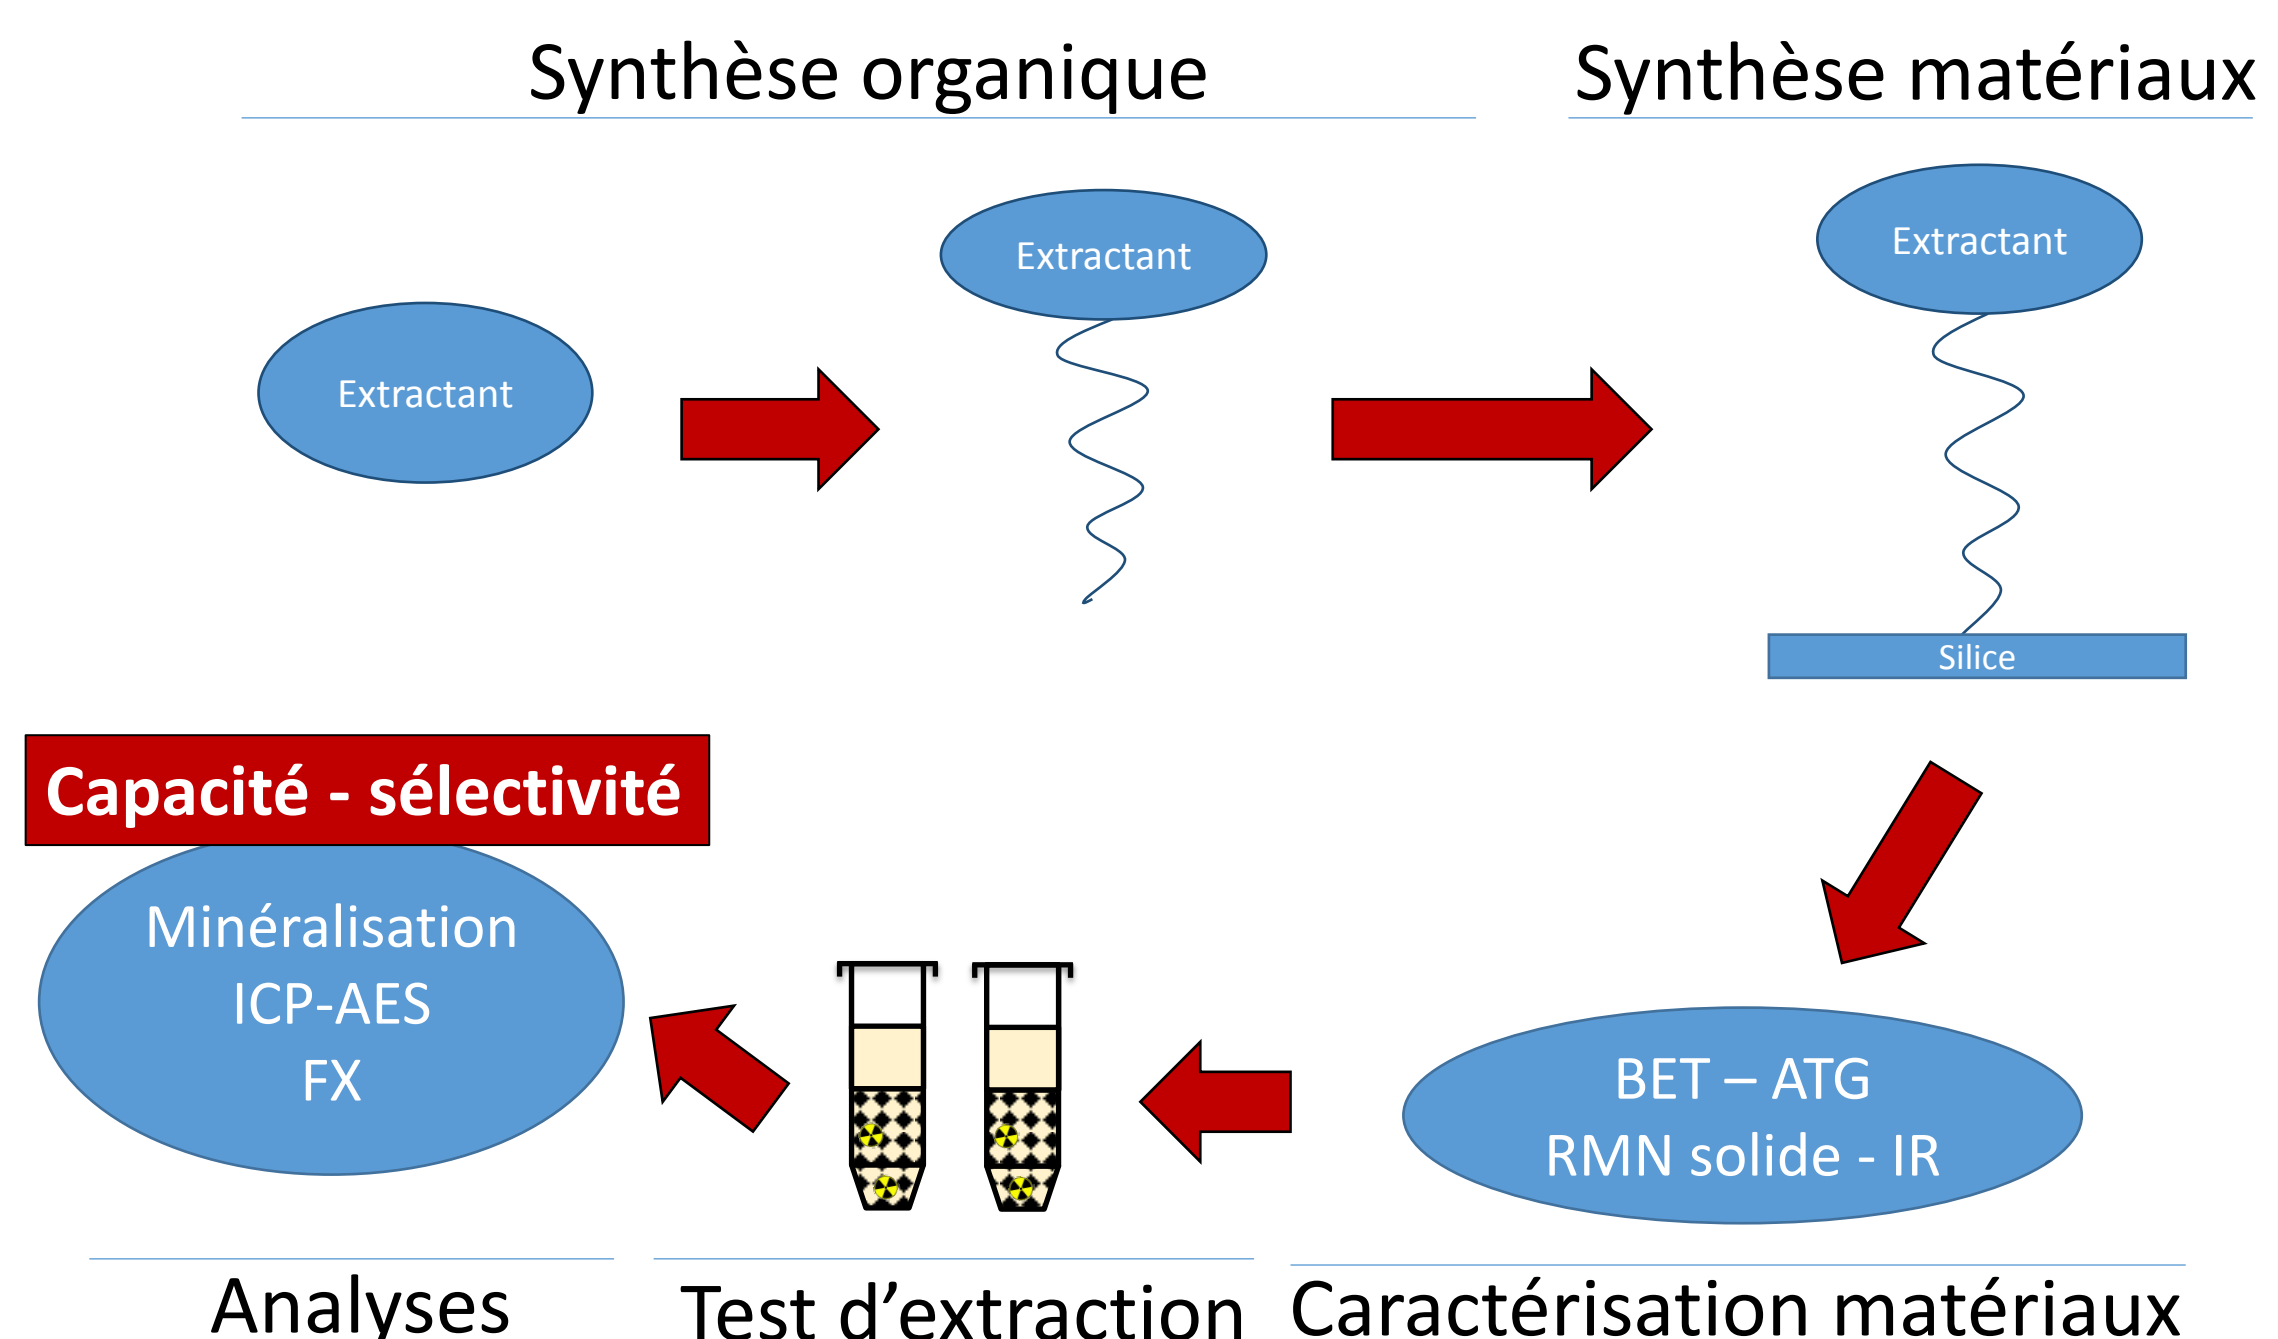 Synthèse organique
Synthèse matériaux
Extractant
Extractant
Extractant
Silice
Capacité - sélectivité
Minéralisation
ICP-AES
FX
BET – ATG
RMN solide - IR
Analyses
Test d’extraction
Caractérisation matériaux